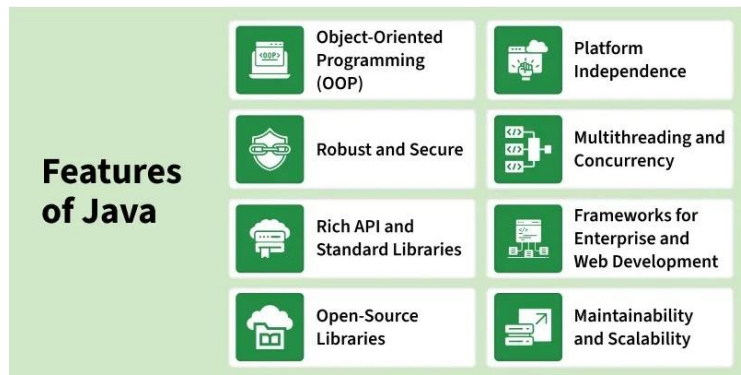 Features
of Java
<OOP>
Object-Oriented
Programming
(OOP)
Platform
Independence
Robust and Secure
</>
</>
</>
Multithreading and
Concurrency
Rich API and
Standard Libraries
</>
Frameworks for
Enterprise and
Web Development
Open-Source
Libraries
Maintainability
and Scalability